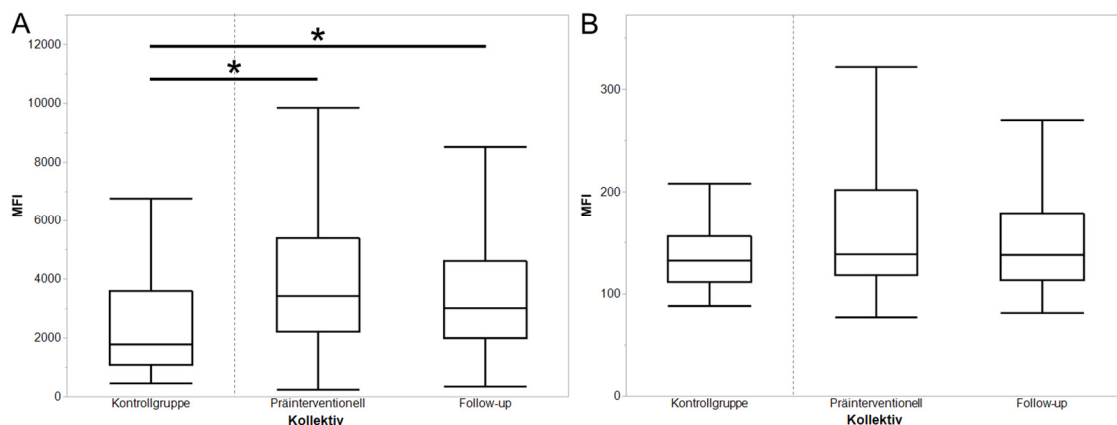 A
12000
*
*
10000
8000
MFI
6000
4000
2000
0
Kontrollgruppe Präinterventionell Follow-up
Kollektiv
B
300
MFI
200
100
0
Kontrollgruppe Präinterventionell Follow-up
Kollektiv